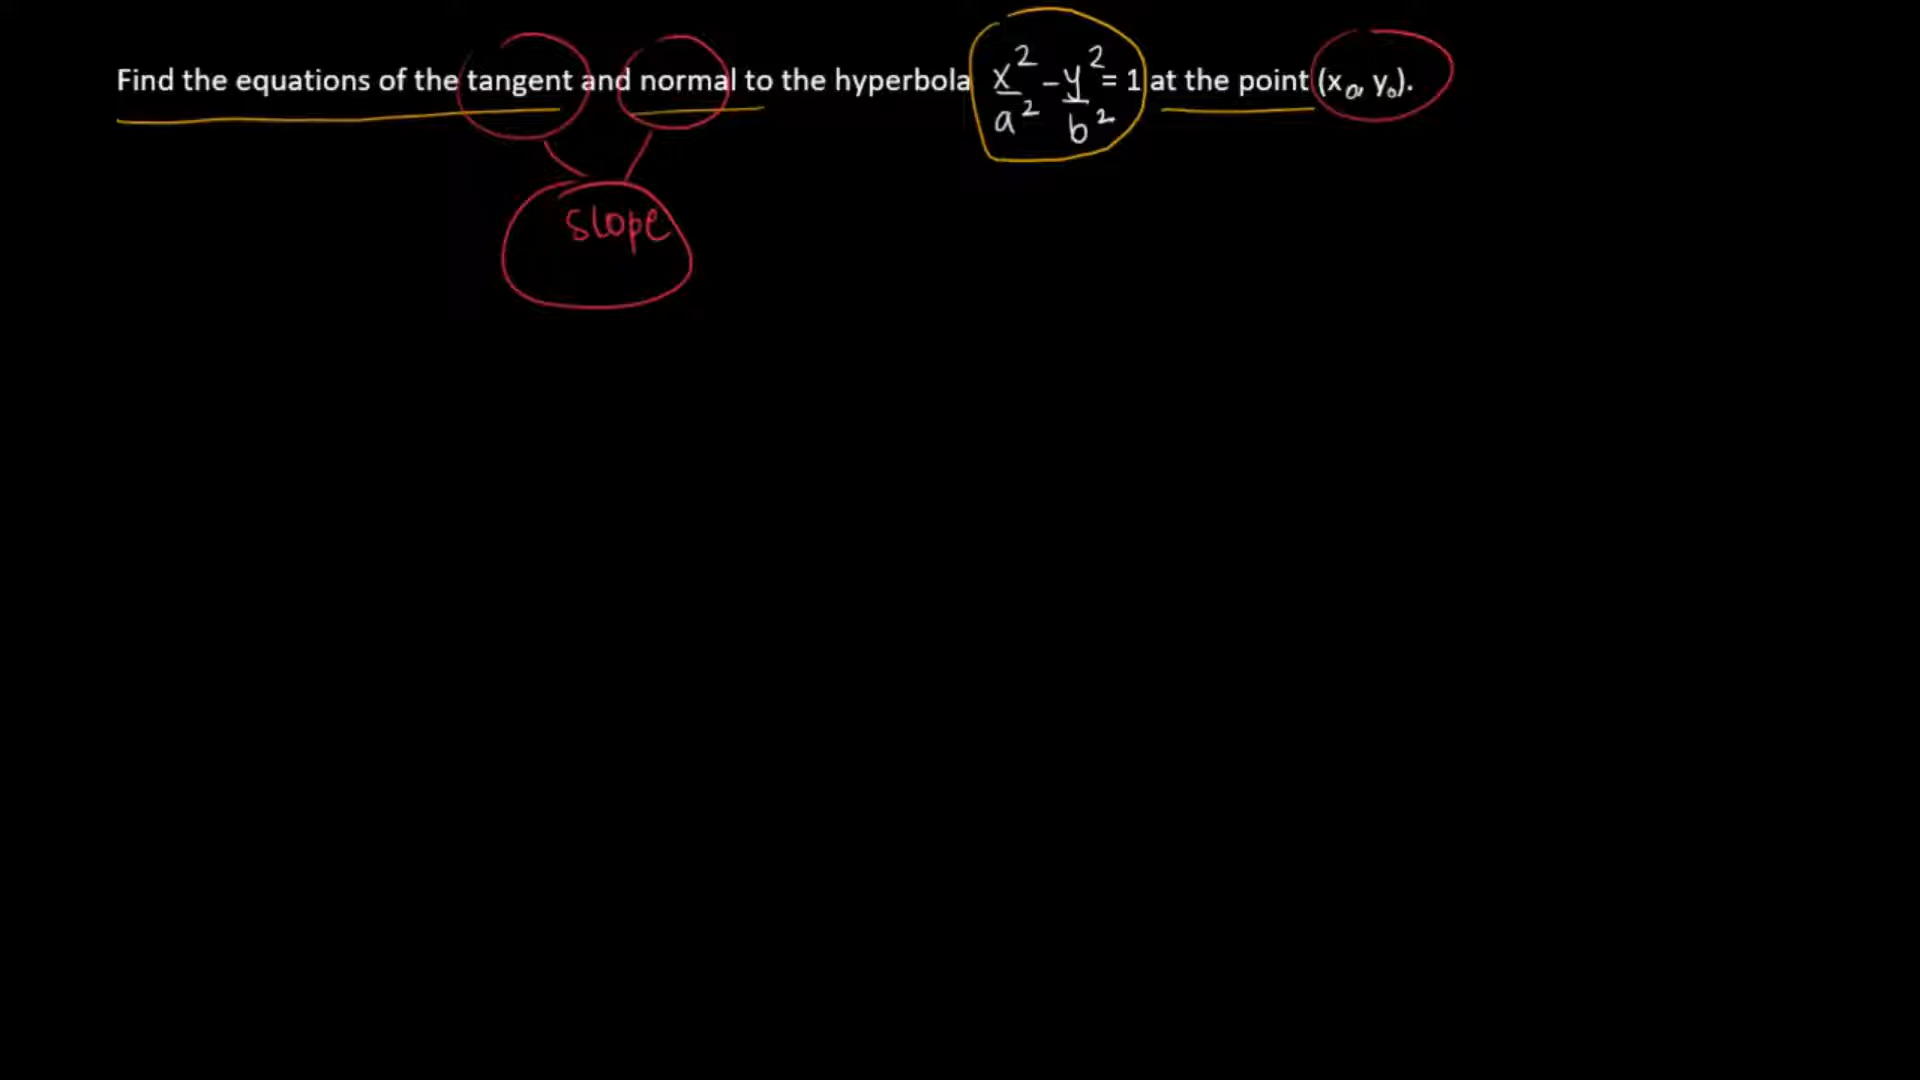 Find the equations of the tangent and normal to the hyperbola x²/a² - y²/b² = 1 at the point (x₀, y₀).
slope